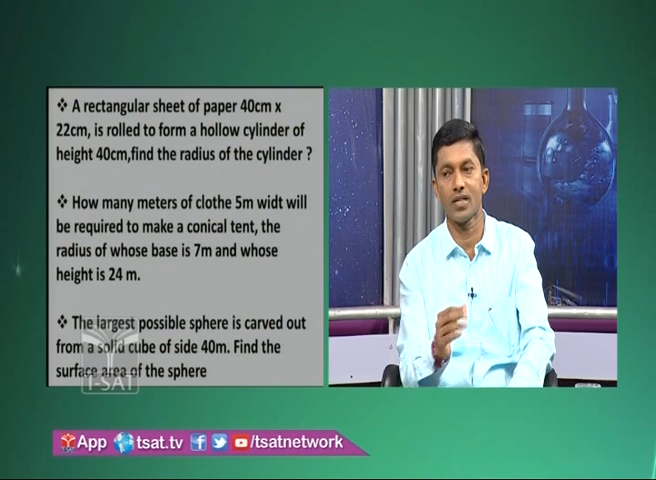 ❖ A rectangular sheet of paper 40cm x
22cm, is rolled to form a hollow cylinder of
height 40cm,find the radius of the cylinder ?
❖ How many meters of clothe 5m widt will
be required to make a conical tent, the
radius of whose base is 7m and whose
height is 24 m.
❖ The largest possible sphere is carved out
from a solid cube of side 40m. Find the
surface area of the sphere
T-SAT
App tsat.tv /tsatnetwork